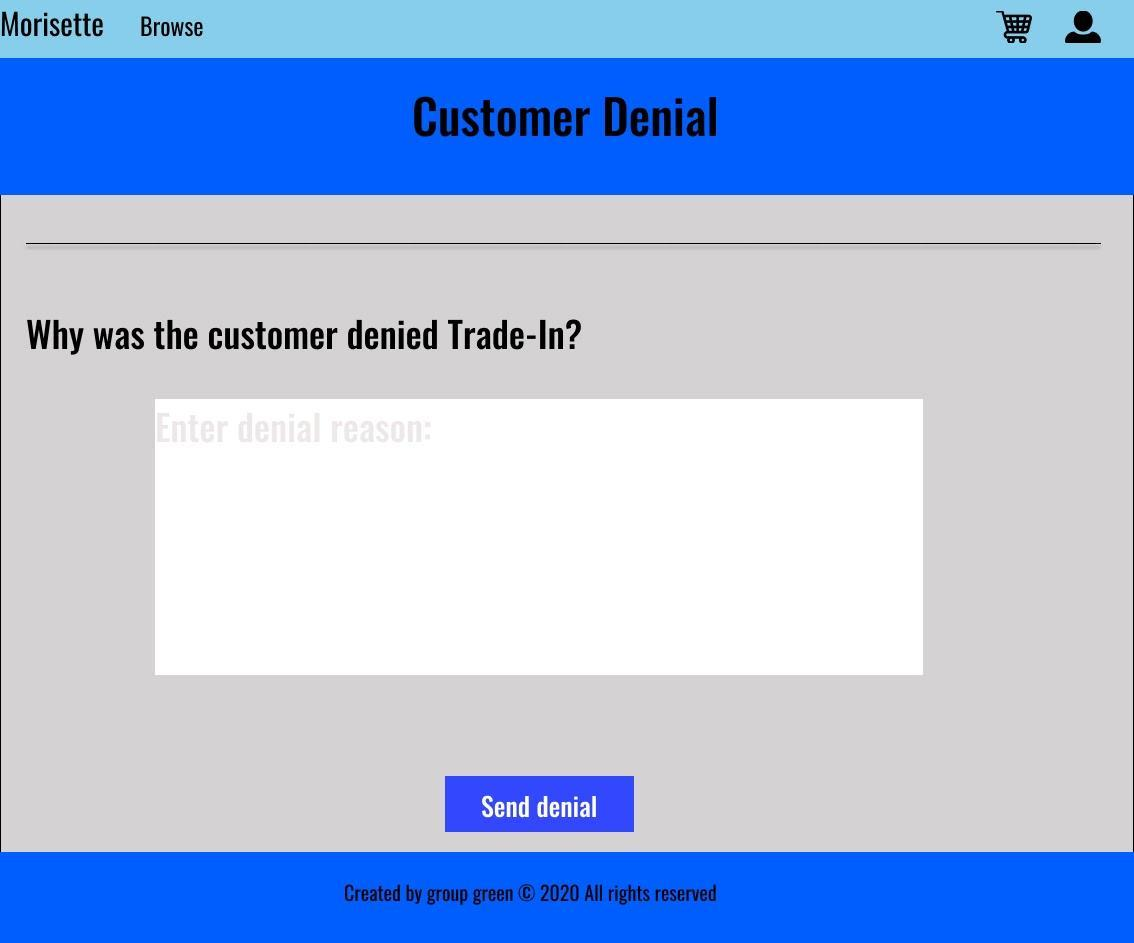 Morisette Browse
Customer Denial
Why was the customer denied Trade-In?
Enter denial reason:
Send denial
Created by group green © 2020 All rights reserved